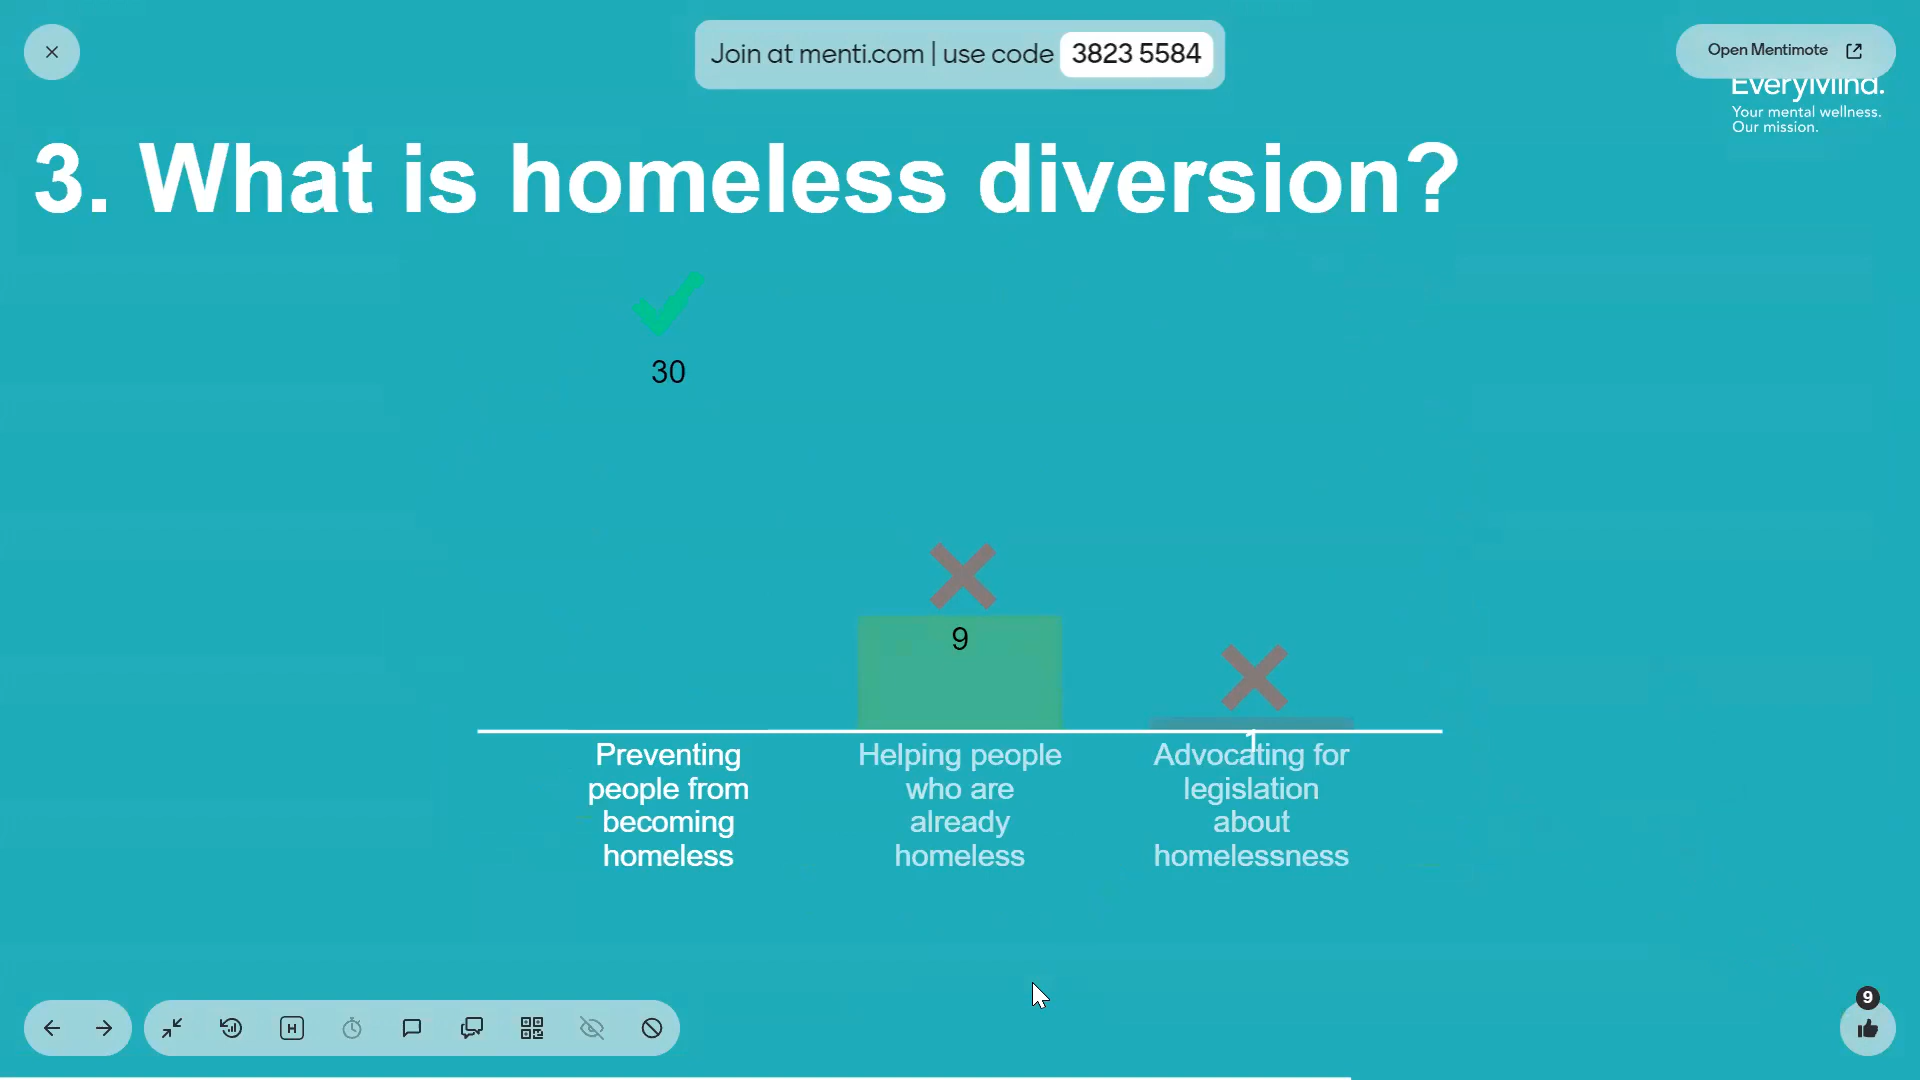 Join at menti.com | use code 3823 5584
Open Mentimote
EveryMind.
Your mental wellness.
Our mission.
3. What is homeless diversion?
30
9
1
Preventing
people from
becoming
homeless
Helping people
who are
already
homeless
Advocating for
legislation
about
homelessness
H
9